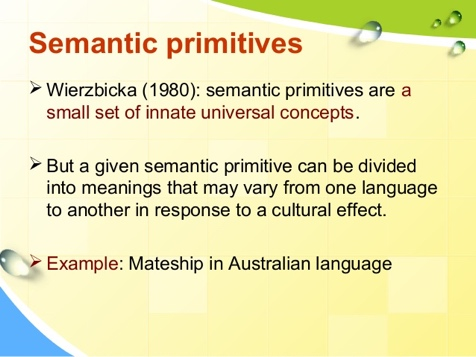 Semantic primitives
➢ Wierzbicka (1980): semantic primitives are a
small set of innate universal concepts.
➢ But a given semantic primitive can be divided
into meanings that may vary from one language
to another in response to a cultural effect.
➢ Example: Mateship in Australian language